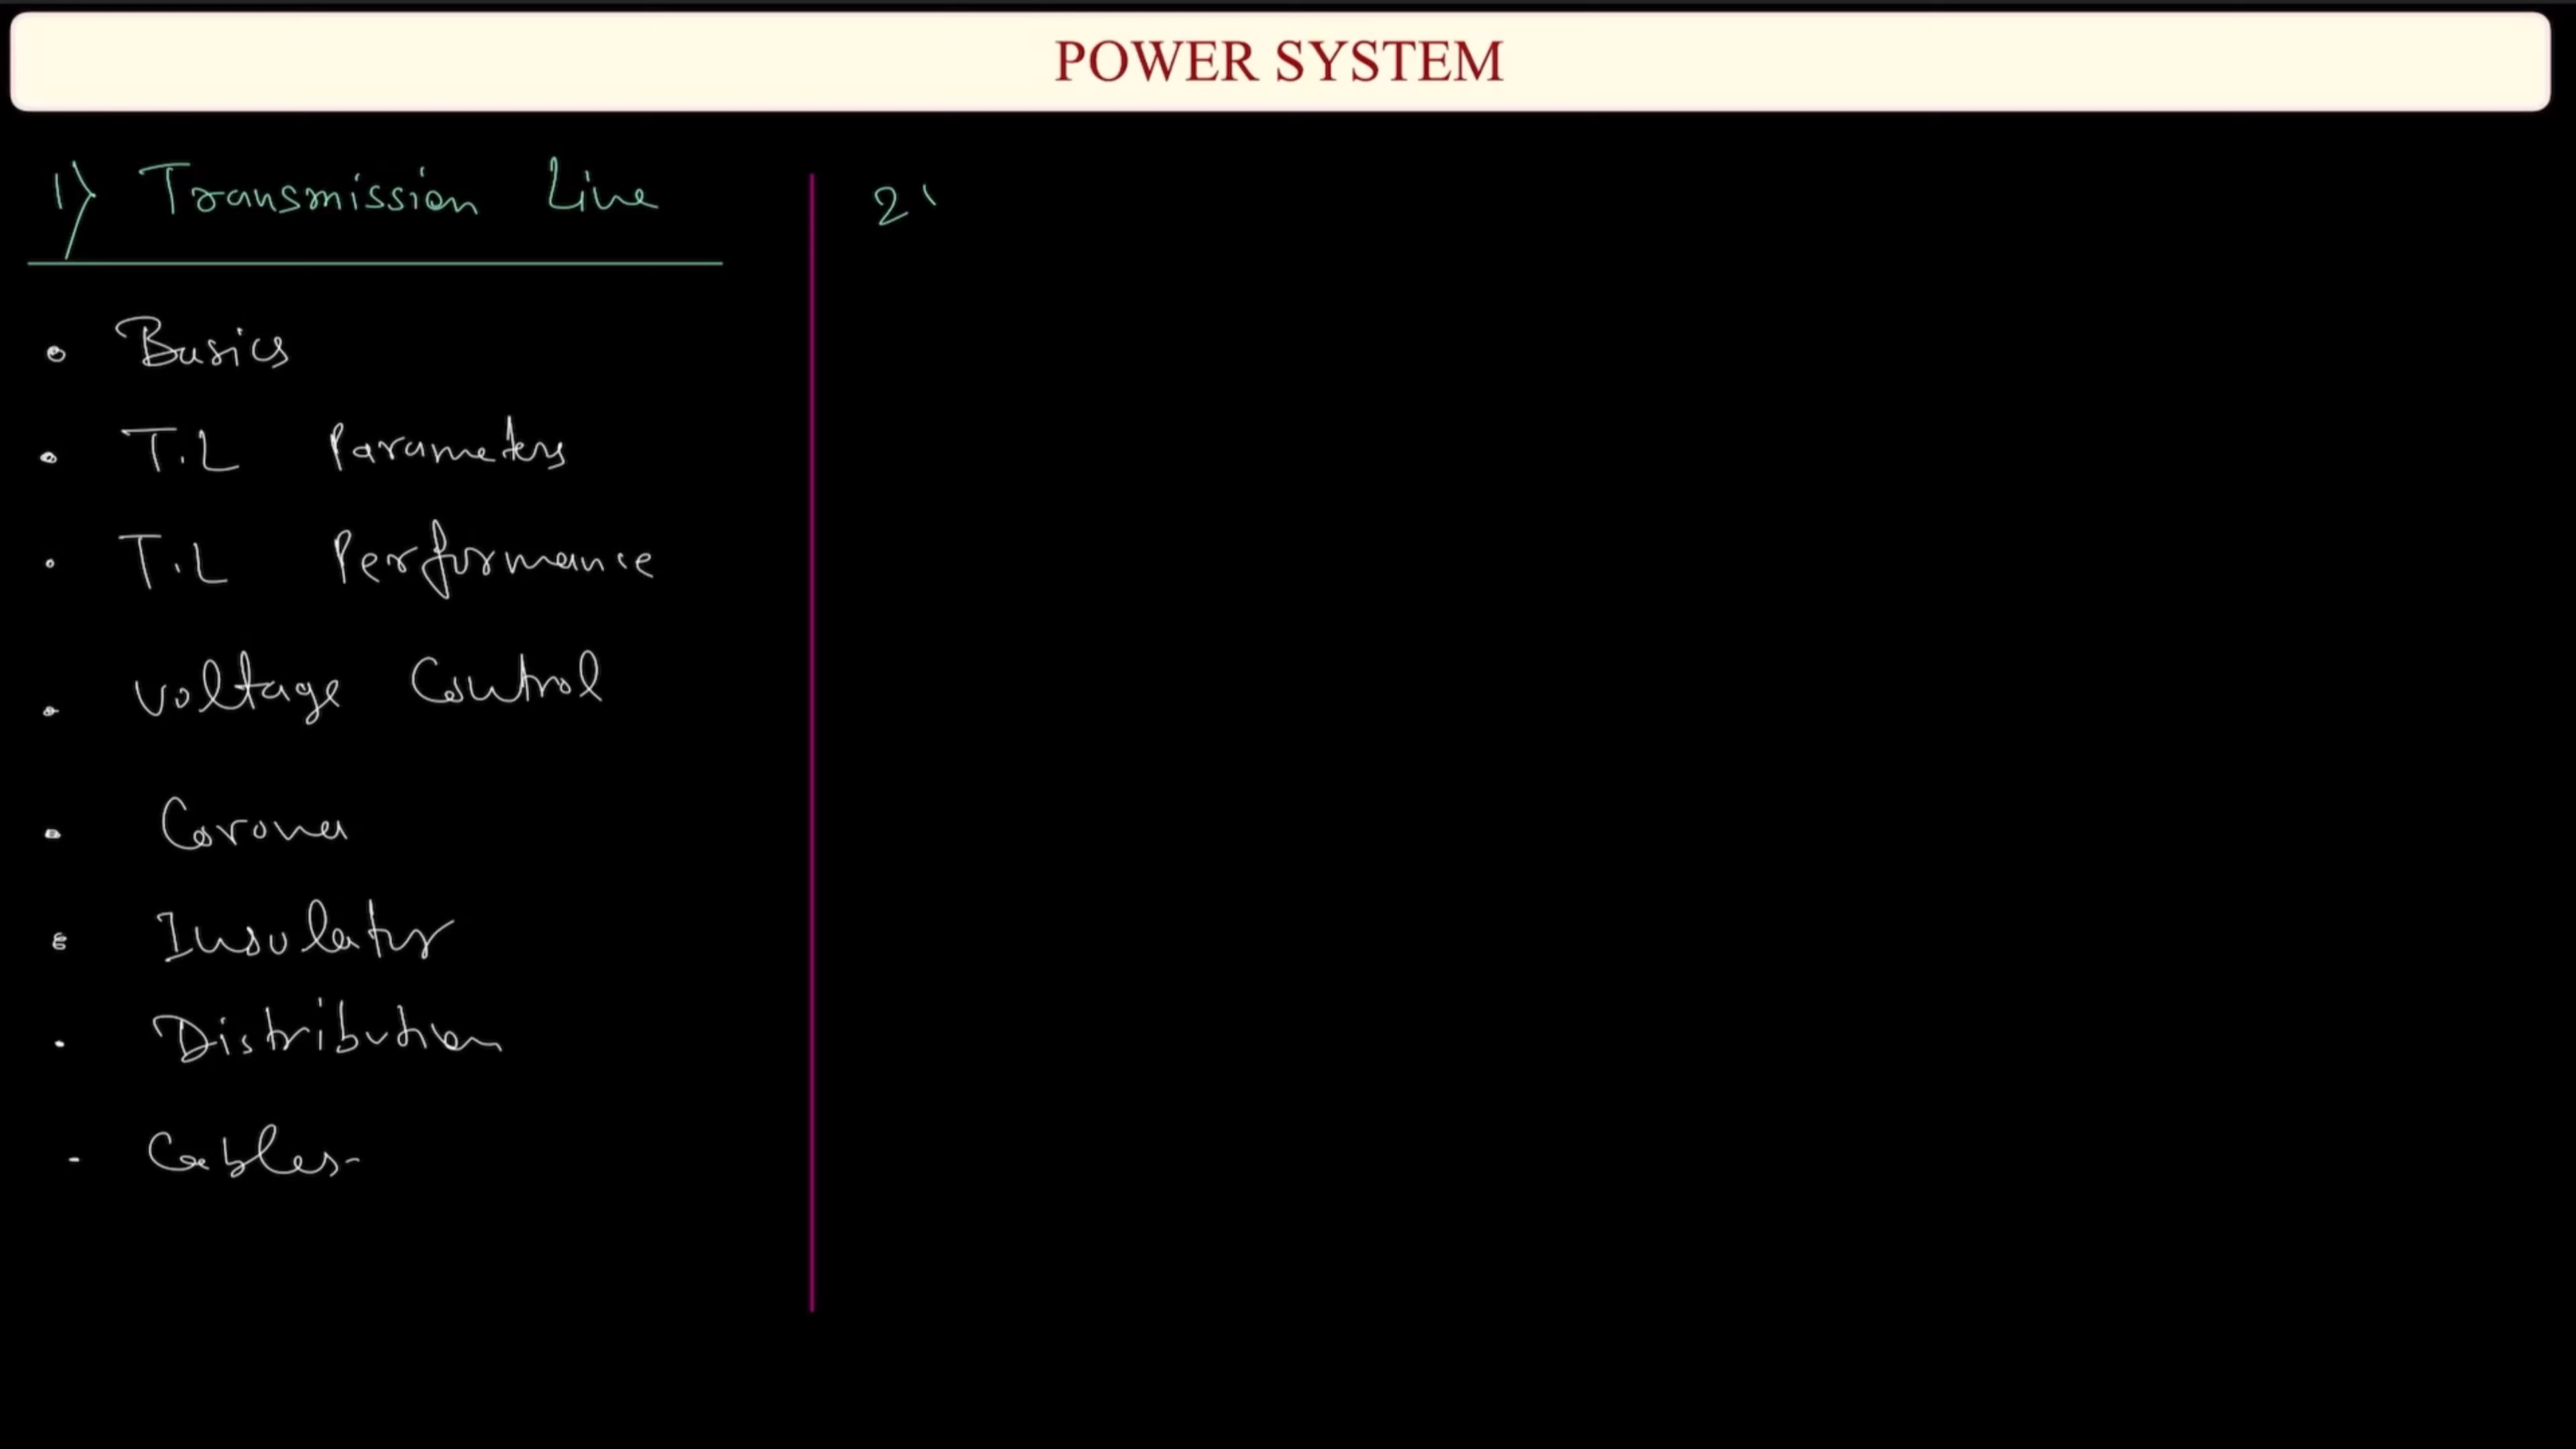 POWER SYSTEM
1) Transmission Line
• Basics
• T.L Parameters
• T.L Performance
• Voltage Control
• Corona
• Insulator
• Distribution
- Cables-
2